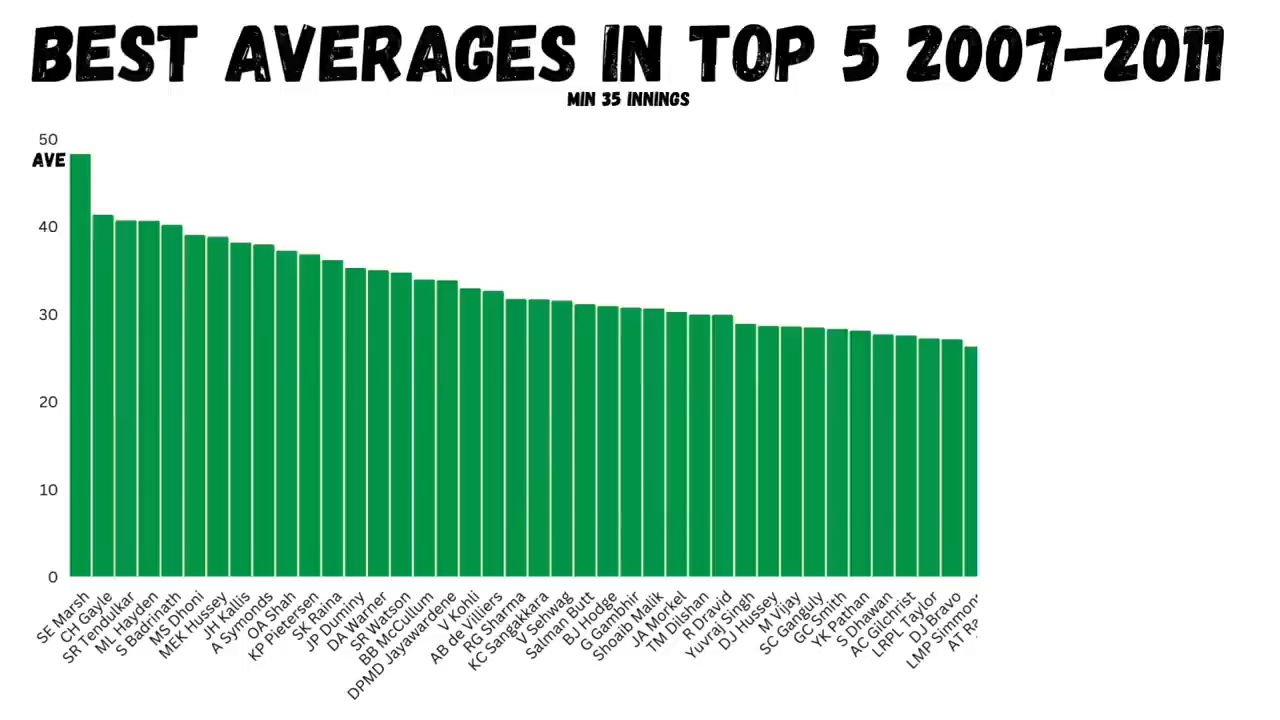 BEST AVERAGES IN TOP 5 2007-2011
MIN 35 INNINGS
50
AVE
40
30
20
10
0
SE Marsh
CH Gayle
SR Tendulkar
ML Hayden
S Badrinath
MS Dhoni
MEK Hussey
JH Kallis
A Symonds
OA Shah
KP Pietersen
SK Raina
JP Duminy
DA Warner
SR Watson
BB McCullum
DPMD Jayawardene
V Kohli
AB de Villiers
RG Sharma
KC Sangakkara
V Sehwag
Salman Butt
BJ Hodge
G Gambhir
Shoaib Malik
JA Morkel
TM Dilshan
R Dravid
Yuvraj Singh
DJ Hussey
M Vijay
SC Ganguly
GC Smith
YK Pathan
S Dhawan
AC Gilchrist
LRPL Taylor
DJ Bravo
LMP Simmon
AT Ra